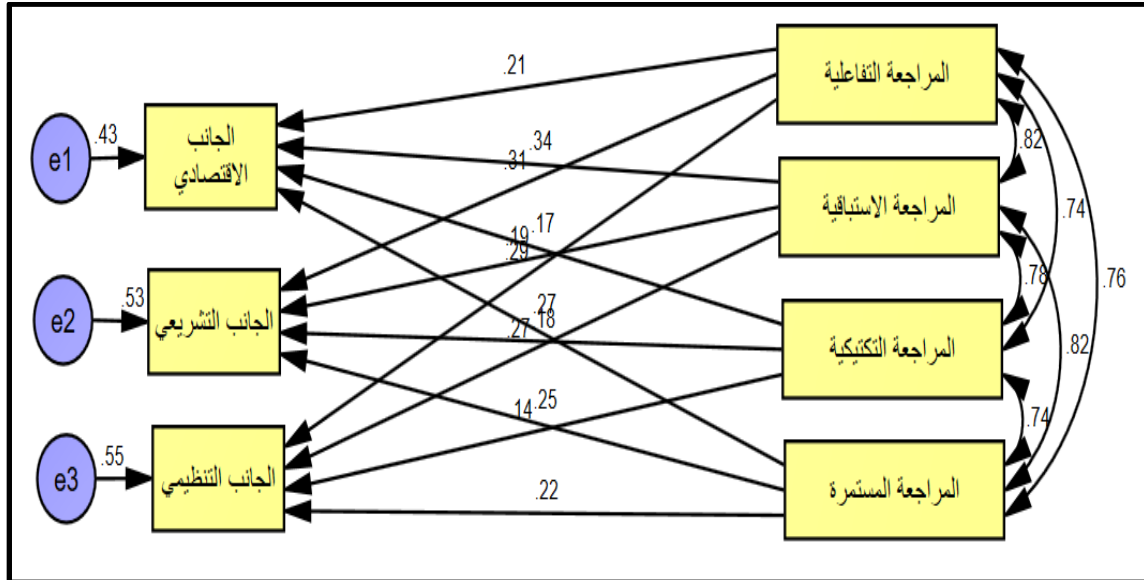 المراجعة التفاعلية
.21
.43
e1
الجانب
الاقتصادي
.34
.31
.82
المراجعة الاستباقية
.74
.17
.19
.29
.78
.76
.53
e2
الجانب التشريعي
.27
.27
.18
المراجعة التكتيكية
.82
.25
.14
.74
.55
e3
الجانب التنظيمي
.22
المراجعة المستمرة